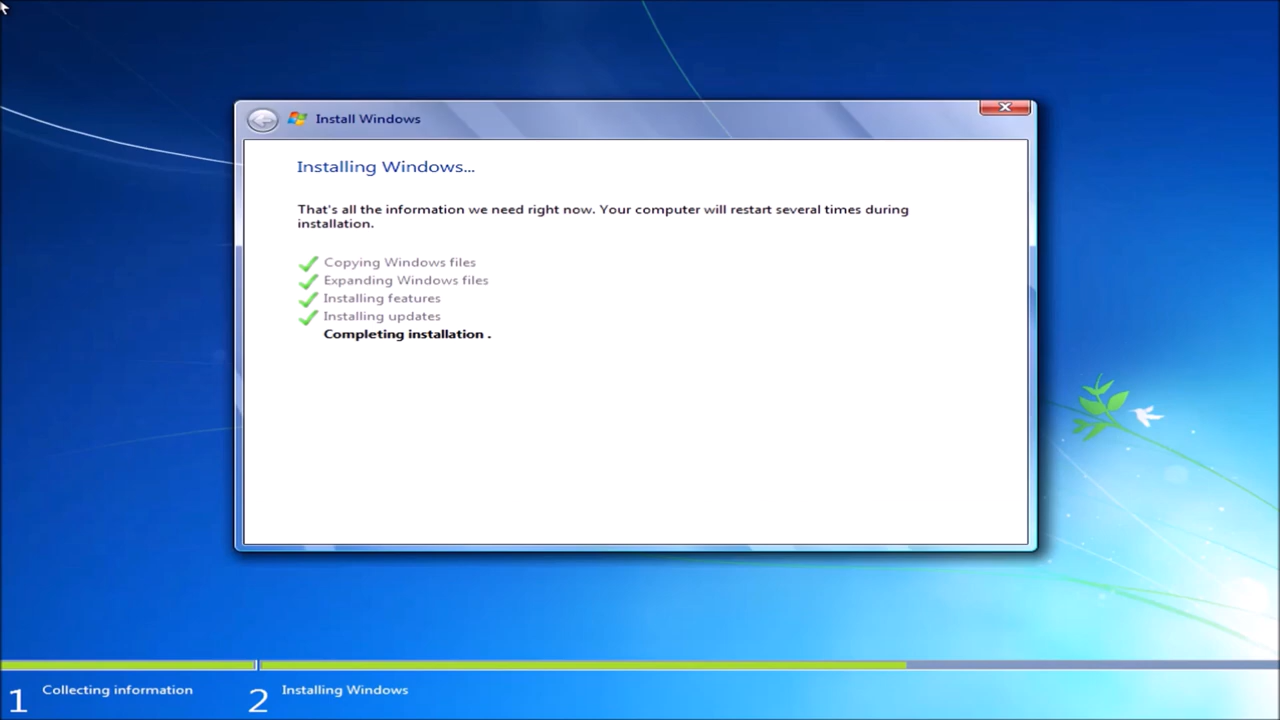 Install Windows
Installing Windows...
That's all the information we need right now. Your computer will restart several times during
installation.
Copying Windows files
Expanding Windows files
Installing features
Installing updates
Completing installation .
1 Collecting information
2 Installing Windows